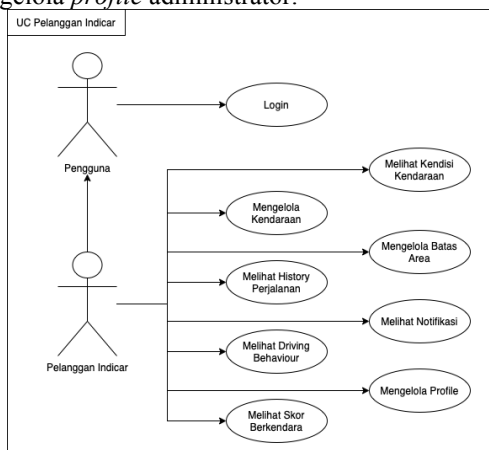 gelola profile administrator.
UC Pelanggan Indicar
Login
Pengguna
Melihat Kendisi
Kendaraan
Mengelola
Kendaraan
Mengelola Batas
Area
Melihat History
Perjalanan
Melihat Notifikasi
Pelanggan Indicar
Melihat Driving
Behaviour
Mengelola Profile
Melihat Skor
Berkendara